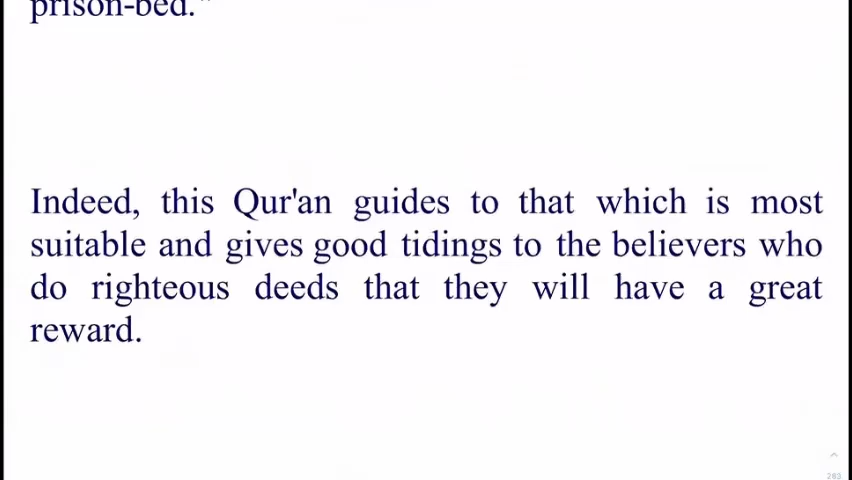 prison-bed."
Indeed, this Qur'an guides to that which is most
suitable and gives good tidings to the believers who
do righteous deeds that they will have a great
reward.
283